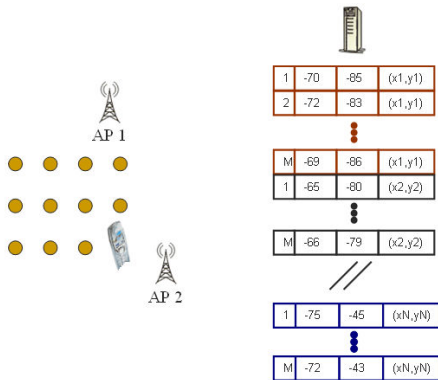 AP 1
AP 2
1 -70 -85 (x1,y1)
2 -72 -83 (x1,y1)
M -69 -86 (x1,y1)
1 -65 -80 (x2,y2)
M -66 -79 (x2,y2)
1 -75 -45 (xN,yN)
M -72 -43 (xN,yN)